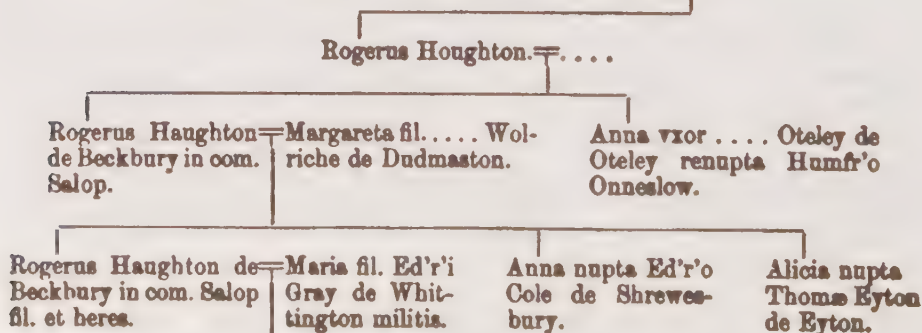 Rogerus Houghton.=. . . .
Rogerus Haughton=
de Beckbury in com.
Salop.
Margareta fil. . . . . Wol-
riche de Dudmaston.
Anna vxor . . . . Oteley de
Oteley renupta Humfr'o
Onneslow.
Rogerus Haughton de=
Beckbury in com. Salop
fil. et heres.
Maria fil. Ed'r'i
Gray de Whit-
tington militis.
Anna nupta Ed'r'o
Cole de Shrewes-
bury.
Alicia nupta
Thomæ Eyton
de Eyton.